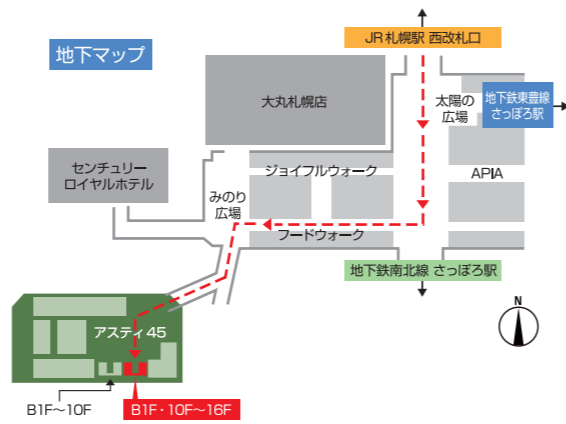 JR札幌駅 西改札口
地下マップ
大丸札幌店
太陽の
広場
地下鉄東豊線
さっぽろ駅
センチュリー
ロイヤルホテル
ジョイフルウォーク
APIA
みのり
広場
フードウォーク
地下鉄南北線 さっぽろ駅
N
アスティ45
B1F～10F
B1F・10F～16F